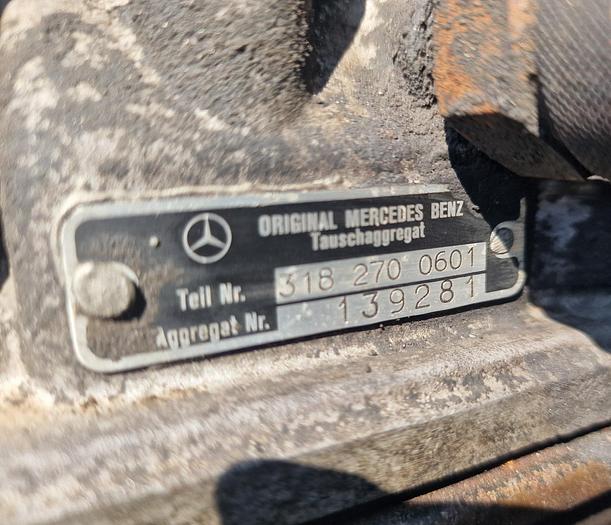 ORIGINAL MERCEDES BENZ
Tauschaggregat
Teil Nr. 318 270 0601
Aggregat Nr. 139281